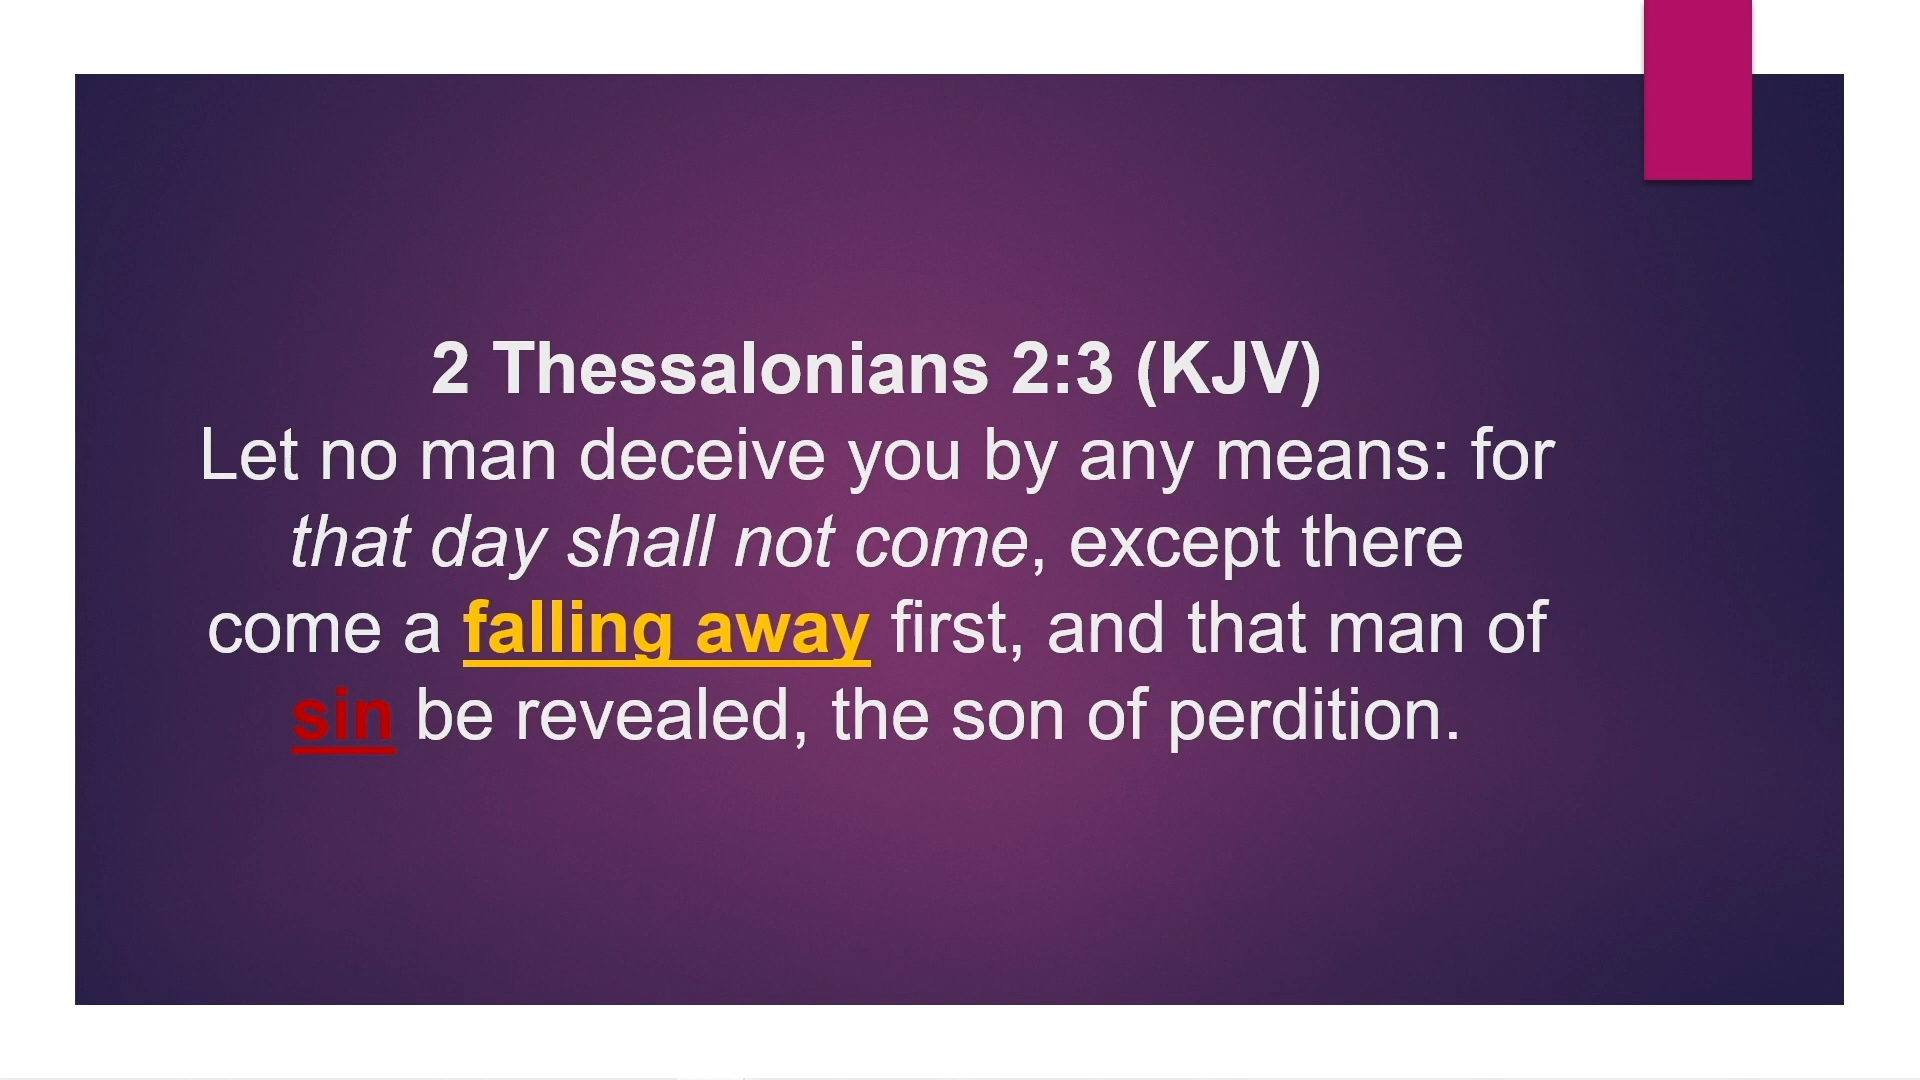 2 Thessalonians 2:3 (KJV)
Let no man deceive you by any means: for
that day shall not come, except there
come a falling away first, and that man of
sin be revealed, the son of perdition.